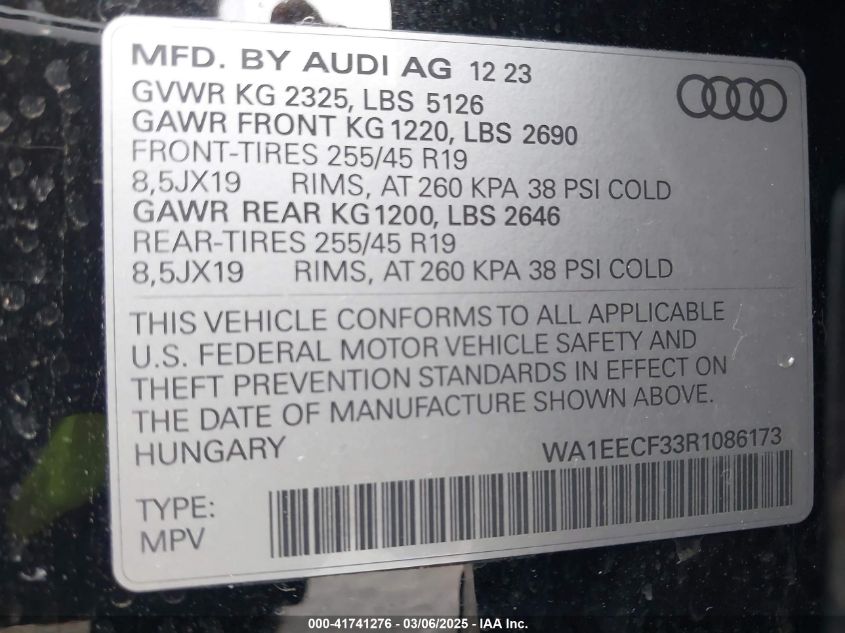 MFD. BY AUDI AG 12 23
GVWR KG 2325, LBS 5126
GAWR FRONT KG 1220, LBS 2690
FRONT-TIRES 255/45 R19
8,5JX19 RIMS, AT 260 KPA 38 PSI COLD
GAWR REAR KG 1200, LBS 2646
REAR-TIRES 255/45 R19
8,5JX19 RIMS, AT 260 KPA 38 PSI COLD
THIS VEHICLE CONFORMS TO ALL APPLICABLE
U.S. FEDERAL MOTOR VEHICLE SAFETY AND
THEFT PREVENTION STANDARDS IN EFFECT ON
THE DATE OF MANUFACTURE SHOWN ABOVE.
HUNGARY WA1EECF33R1086173
TYPE:
MPV
000-41741276 - 03/06/2025 - IAA Inc.